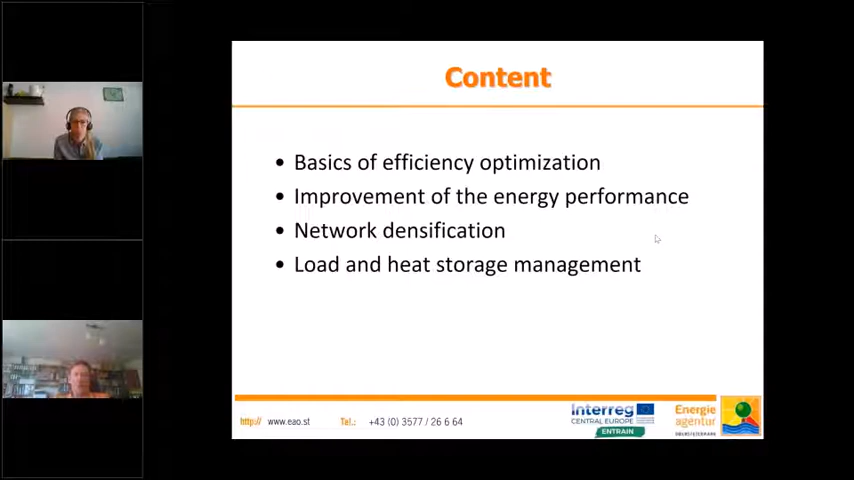 Content
• Basics of efficiency optimization
• Improvement of the energy performance
• Network densification
• Load and heat storage management
http:// www.eao.st Tel.: +43 (0) 3577 / 26 6 64
Interreg
CENTRAL EUROPE
ENTRAIN
Energie
agentur
OBERSTEIERMARK